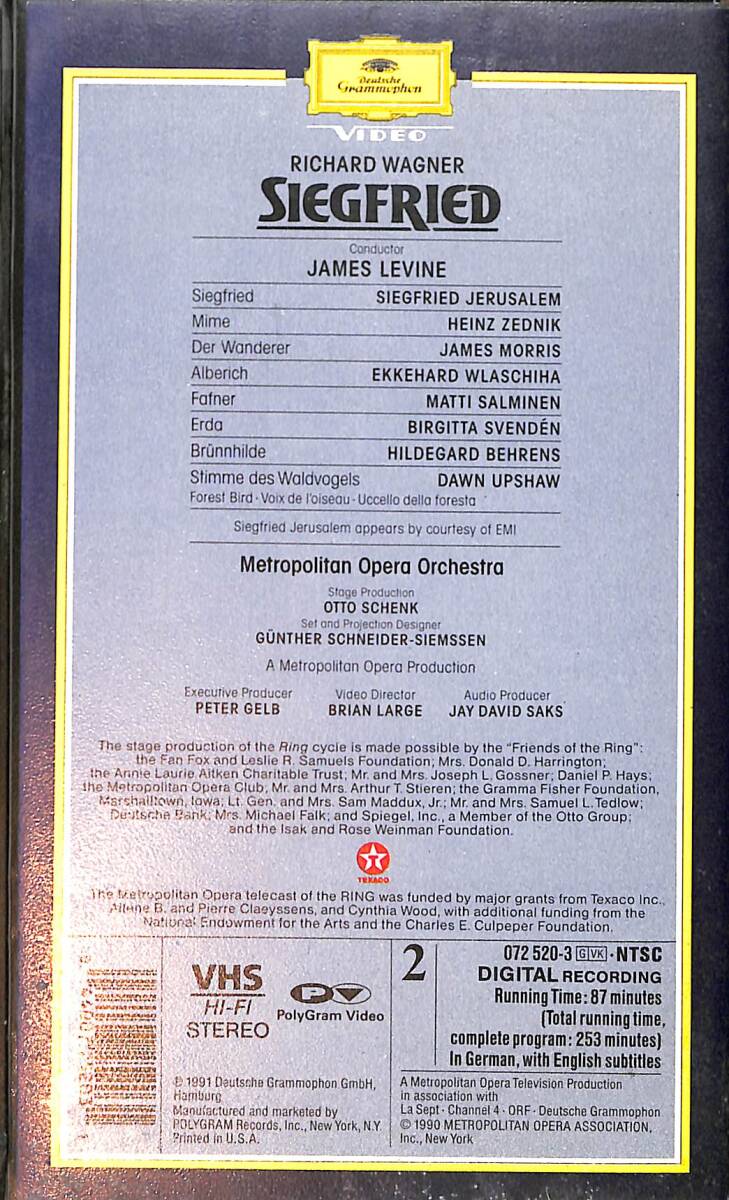 Deutsche
Grammophon
VIDEO
RICHARD WAGNER
SIEGFRIED
Conductor
JAMES LEVINE
Siegfried SIEGFRIED JERUSALEM
Mime HEINZ ZEDNIK
Der Wanderer JAMES MORRIS
Alberich EKKEHARD WLASCHIHA
Fafner MATTI SALMINEN
Erda BIRGITTA SVENDÉN
Brünnhilde HILDEGARD BEHRENS
Stimme des Waldvogels DAWN UPSHAW
Forest Bird · Voix de l'oiseau · Uccello della foresta
Siegfried Jerusalem appears by courtesy of EMI
Metropolitan Opera Orchestra
Stage Production
OTTO SCHENK
Set and Projection Designer
GÜNTHER SCHNEIDER-SIEMSSEN
A Metropolitan Opera Production
Executive Producer Video Director Audio Producer
PETER GELB BRIAN LARGE JAY DAVID SAKS
The stage production of the Ring cycle is made possible by the "Friends of the Ring":
the Fan Fox and Leslie R. Samuels Foundation; Mrs. Donald D. Harrington;
the Annie Laurie Aitken Charitable Trust; Mr. and Mrs. Joseph L. Gossner; Daniel P. Hays;
the Metropolitan Opera Club; Mr. and Mrs. Arthur T. Stieren; the Gramma Fisher Foundation,
Marshalltown, Iowa; Lt. Gen. and Mrs. Sam Maddux, Jr.; Mr. and Mrs. Samuel L. Tedlow;
Deutsche Bank; Mrs. Michael Falk; and Spiegel, Inc., a Member of the Otto Group;
and the Isak and Rose Weinman Foundation.
TEXACO
The Metropolitan Opera telecast of the RING was funded by major grants from Texaco Inc.,
Ailene B. and Pierre Claeyssens, and Cynthia Wood, with additional funding from the
National Endowment for the Arts and the Charles E. Culpeper Foundation.
VHS
HI-FI
STEREO
PolyGram Video
℗ 1991 Deutsche Grammophon GmbH,
Hamburg
Manufactured and marketed by
POLYGRAM Records, Inc., New York, N.Y.
Printed in U.S.A.
2
072 520-3 GVK · NTSC
DIGITAL RECORDING
Running Time: 87 minutes
(Total running time,
complete program: 253 minutes)
In German, with English subtitles
A Metropolitan Opera Television Production
in association with
La Sept · Channel 4 · ORF · Deutsche Grammophon
© 1990 METROPOLITAN OPERA ASSOCIATION,
Inc., New York